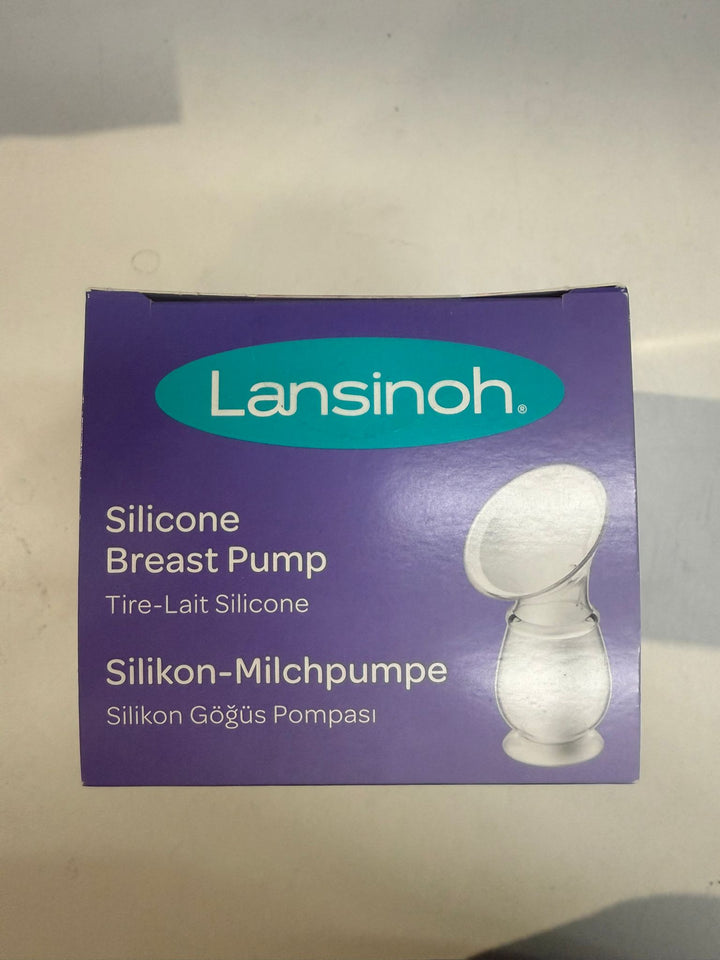 Lansinoh®
Silicone
Breast Pump
Tire-Lait Silicone
Silikon-Milchpumpe
Silikon Göğüs Pompası